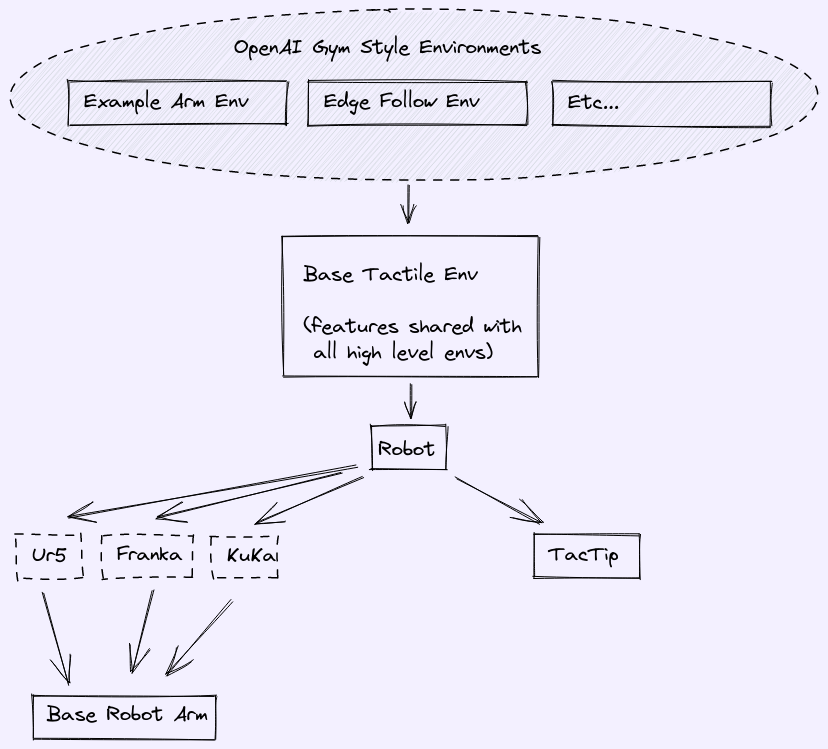 OpenAI Gym Style Environments
Example Arm Env
Edge Follow Env
Etc...
Base Tactile Env
(features shared with
all high level envs)
Robot
Ur5
Franka
KuKa
TacTip
Base Robot Arm